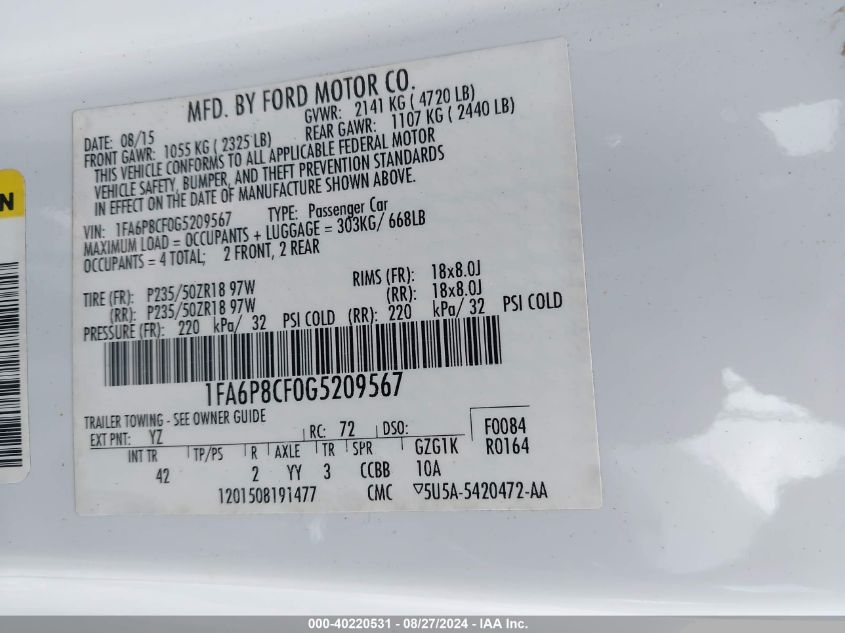 MFD. BY FORD MOTOR CO.
DATE: 08/15 GVWR: 2141 KG ( 4720 LB)
FRONT GAWR: 1055 KG ( 2325 LB) REAR GAWR: 1107 KG ( 2440 LB)
THIS VEHICLE CONFORMS TO ALL APPLICABLE FEDERAL MOTOR
VEHICLE SAFETY, BUMPER, AND THEFT PREVENTION STANDARDS
IN EFFECT ON THE DATE OF MANUFACTURE SHOWN ABOVE.
VIN: 1FA6P8CF0G5209567 TYPE: Passenger Car
MAXIMUM LOAD = OCCUPANTS + LUGGAGE = 303KG/ 668LB
OCCUPANTS = 4 TOTAL; 2 FRONT, 2 REAR
TIRE (FR): P235/50ZR18 97W RIMS (FR): 18x8.0J
(RR): P235/50ZR18 97W (RR): 18x8.0J
PRESSURE (FR): 220 kPa/ 32 PSI COLD (RR): 220 kPa/ 32 PSI COLD
1FA6P8CF0G5209567
TRAILER TOWING - SEE OWNER GUIDE
EXT PNT: YZ RC: 72 DSO: F0084
INT TR TP/PS R AXLE TR SPR GZG1K R0164
42 2 YY 3 CCBB 10A
1201508191477 CMC 5U5A-5420472-AA
N
000-40220531 - 08/27/2024 - IAA Inc.